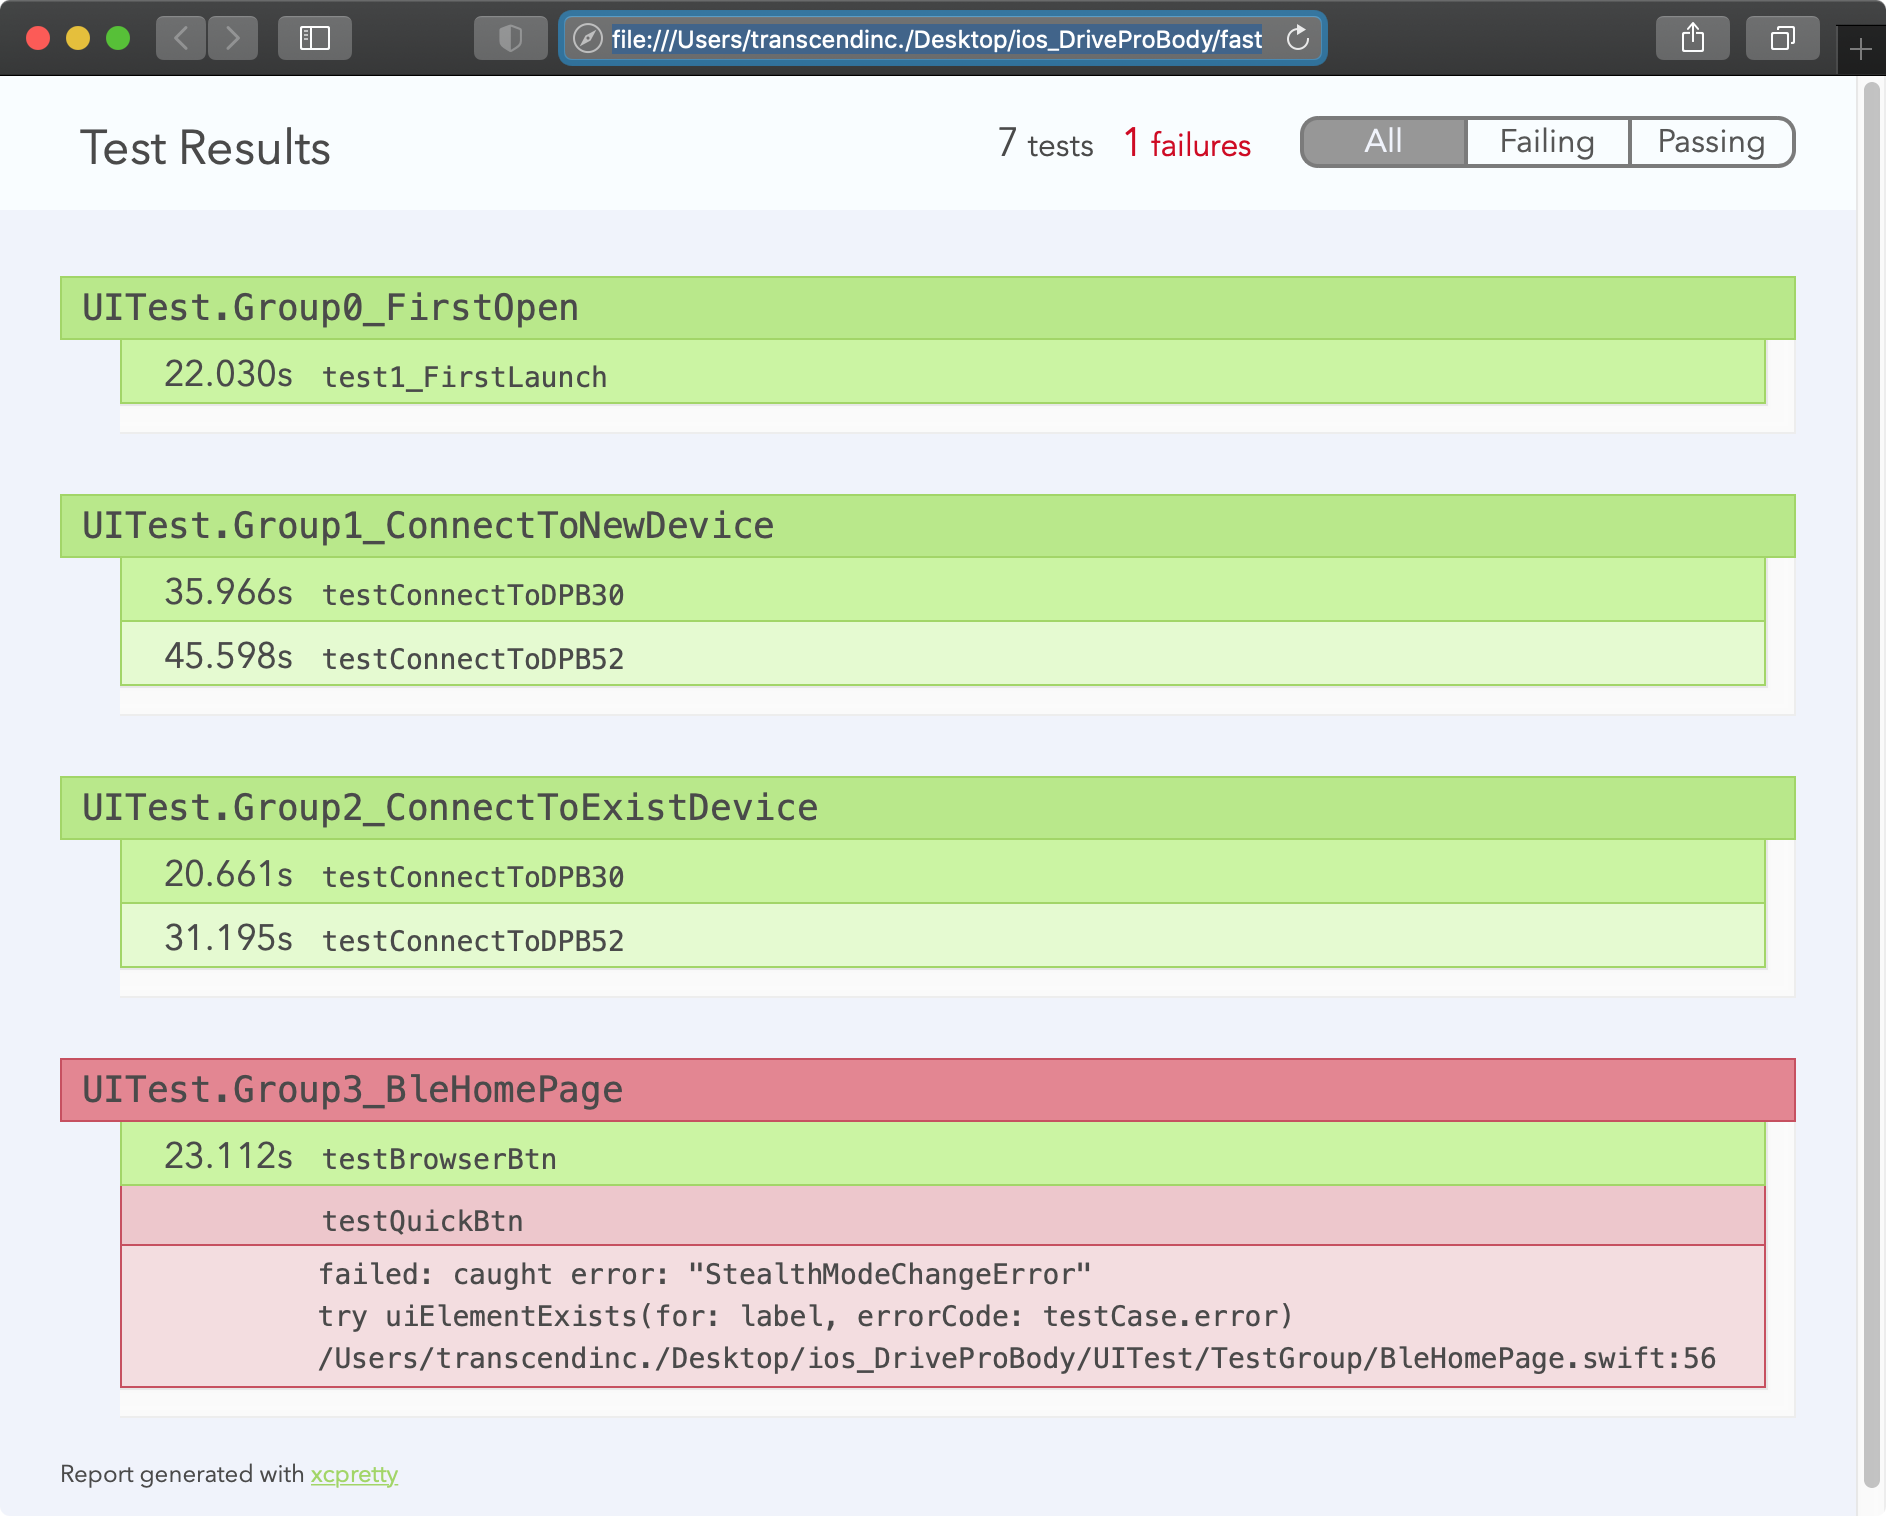 file:///Users/transcendinc./Desktop/ios_DriveProBody/fast
Test Results
7 tests 1 failures
All Failing Passing
UITest.Group0_FirstOpen
22.030s test1_FirstLaunch
UITest.Group1_ConnectToNewDevice
35.966s testConnectToDPB30
45.598s testConnectToDPB52
UITest.Group2_ConnectToExistDevice
20.661s testConnectToDPB30
31.195s testConnectToDPB52
UITest.Group3_BleHomePage
23.112s testBrowserBtn
testQuickBtn
failed: caught error: "StealthModeChangeError"
try uiElementExists(for: label, errorCode: testCase.error)
/Users/transcendinc./Desktop/ios_DriveProBody/UITest/TestGroup/BleHomePage.swift:56
Report generated with xcpretty